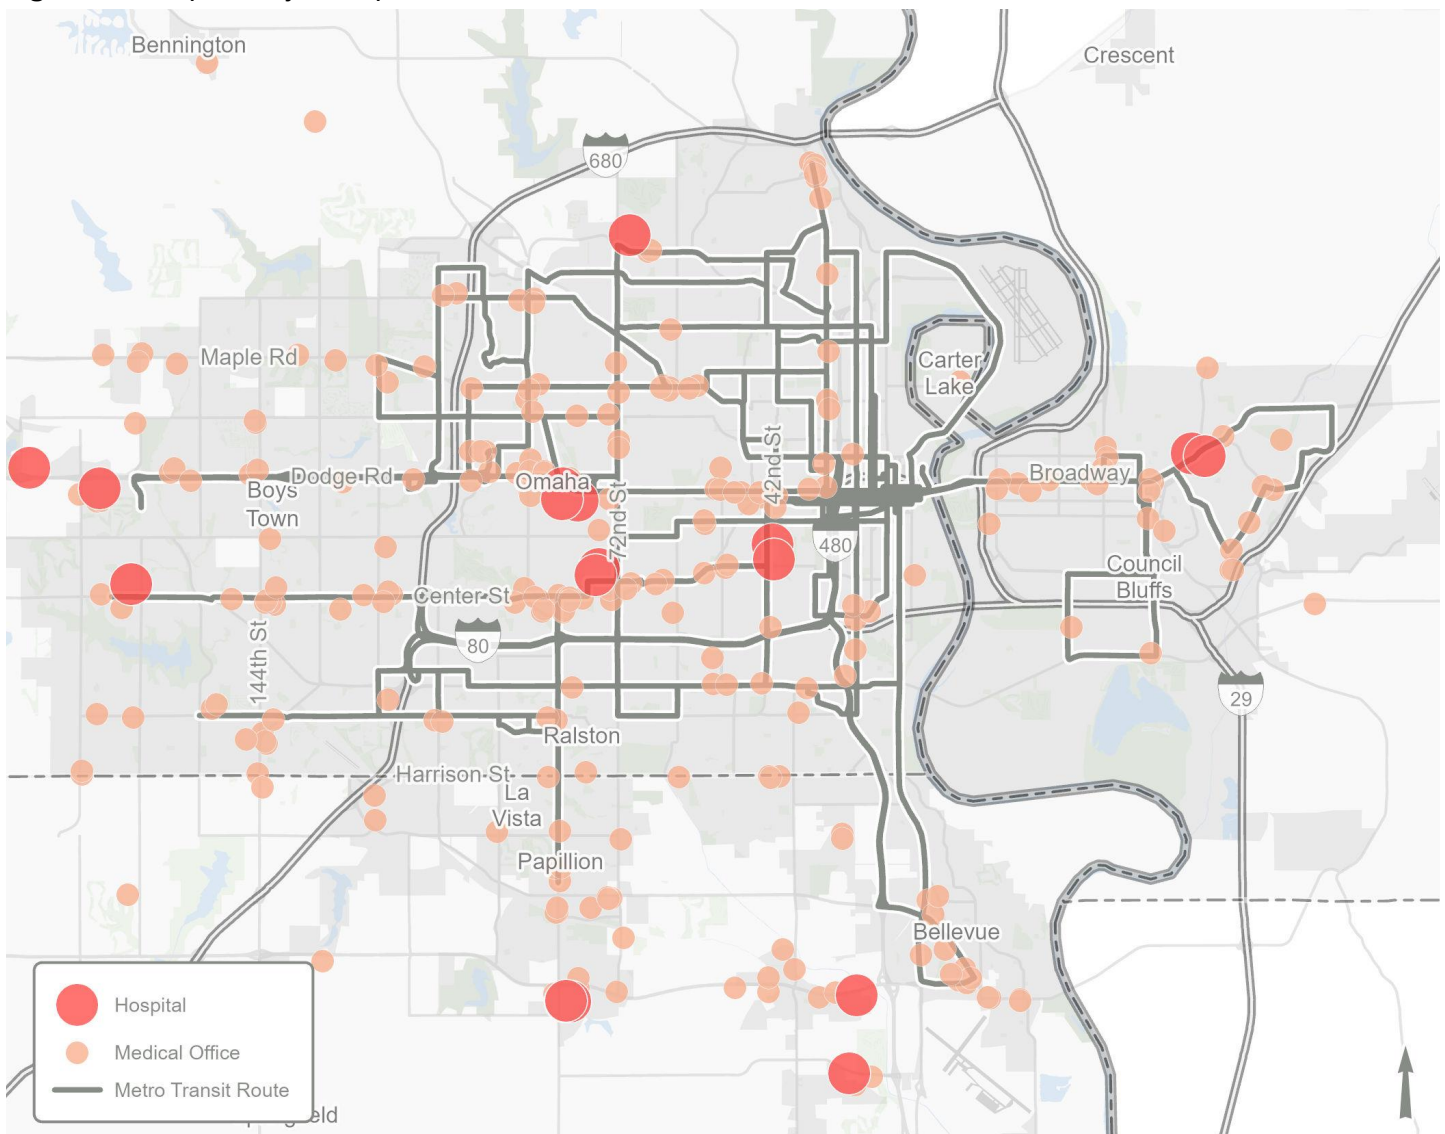 Bennington
Crescent
680
Maple Rd
Carter
Lake
42nd St
Broadway
Dodge Rd
Omaha
Boys
Town
72nd St
480
Council
Bluffs
Center St
144th St
80
29
Ralston
Harrison St
La
Vista
Papillion
Bellevue
Hospital
Medical Office
Metro Transit Route